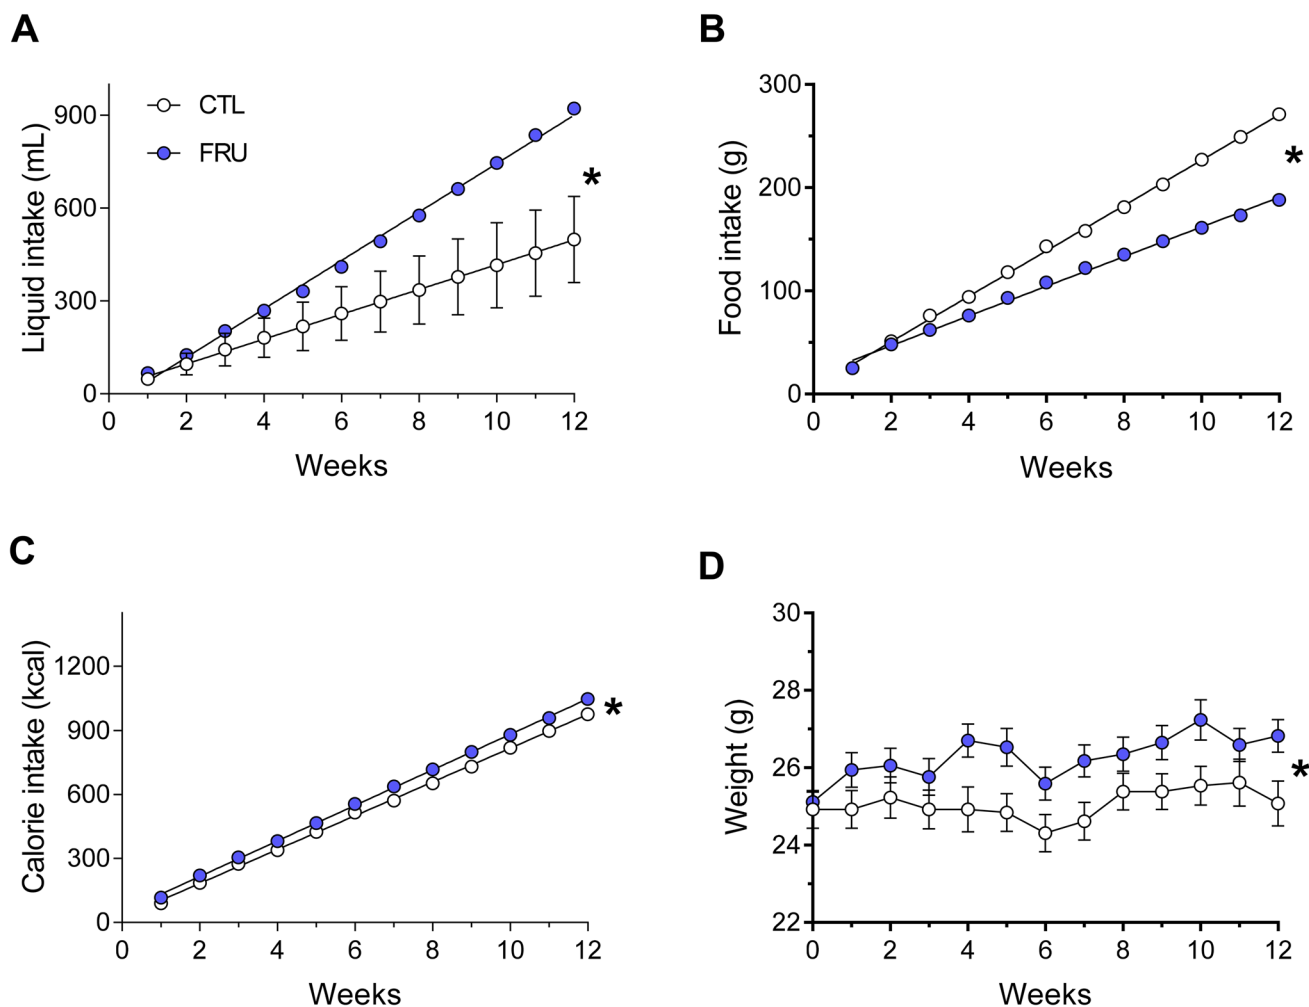 A
CTL
FRU
Liquid intake (mL)
900
600
300
0
*
0 2 4 6 8 10 12
Weeks
B
Food intake (g)
300
200
100
0
*
0 2 4 6 8 10 12
Weeks
C
Calorie intake (kcal)
1200
900
600
300
0
*
0 2 4 6 8 10 12
Weeks
D
Weight (g)
30
28
26
24
22
*
0 2 4 6 8 10 12
Weeks